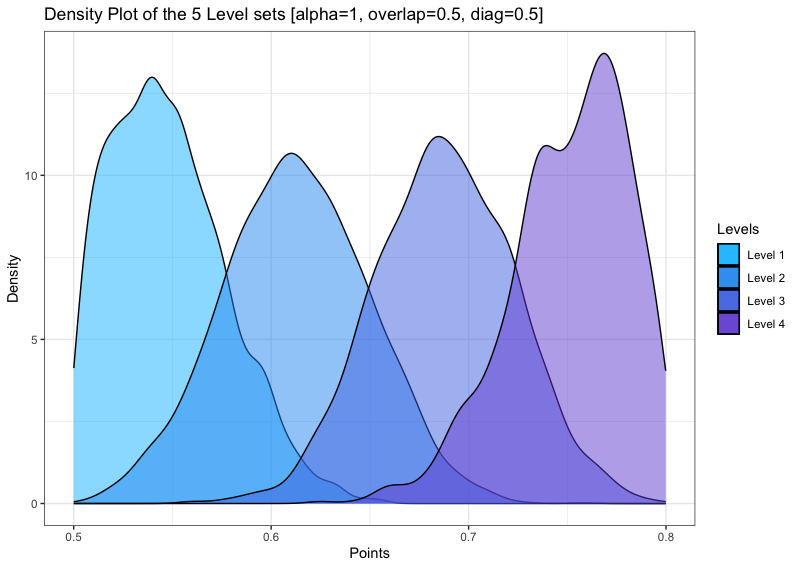 Density Plot of the 5 Level sets [alpha=1, overlap=0.5, diag=0.5]
10
5
0
Density
0.5 0.6 0.7 0.8
Points
Levels
Level 1
Level 2
Level 3
Level 4